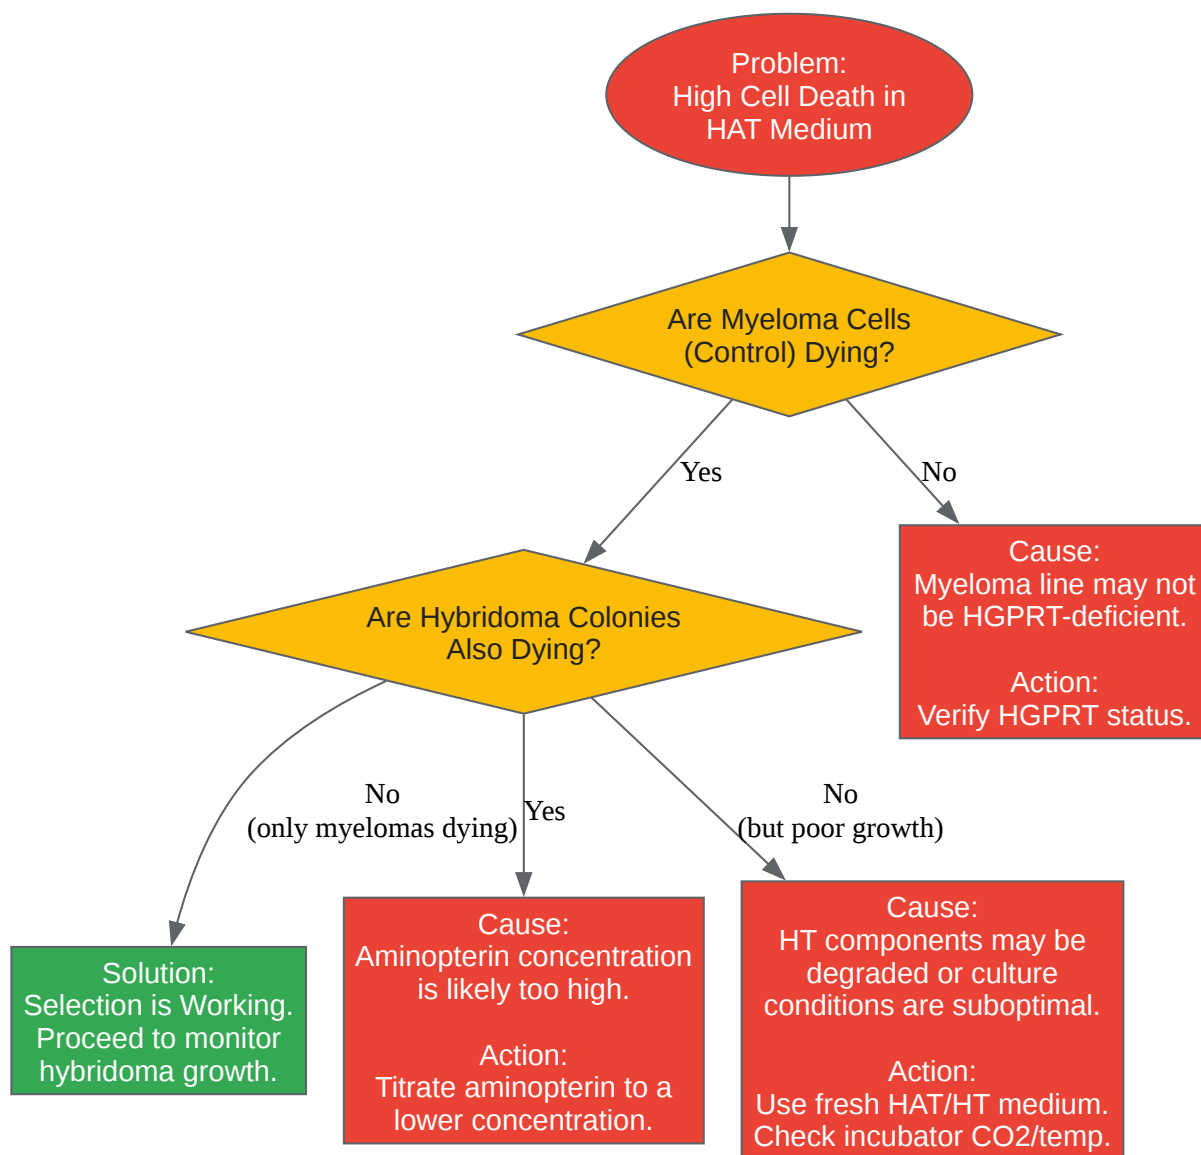 Problem:
High Cell Death in
HAT Medium
Are Myeloma Cells
(Control) Dying?
Yes
No
Cause:
Myeloma line may not
be HGPRT-deficient.
Action:
Verify HGPRT status.
Are Hybridoma Colonies
Also Dying?
No
(only myelomas dying)
Yes
No
(but poor growth)
Solution:
Selection is Working.
Proceed to monitor
hybridoma growth.
Cause:
Aminopterin concentration
is likely too high.
Action:
Titrate aminopterin to a
lower concentration.
Cause:
HT components may be
degraded or culture
conditions are suboptimal.
Action:
Use fresh HAT/HT medium.
Check incubator CO2/temp.